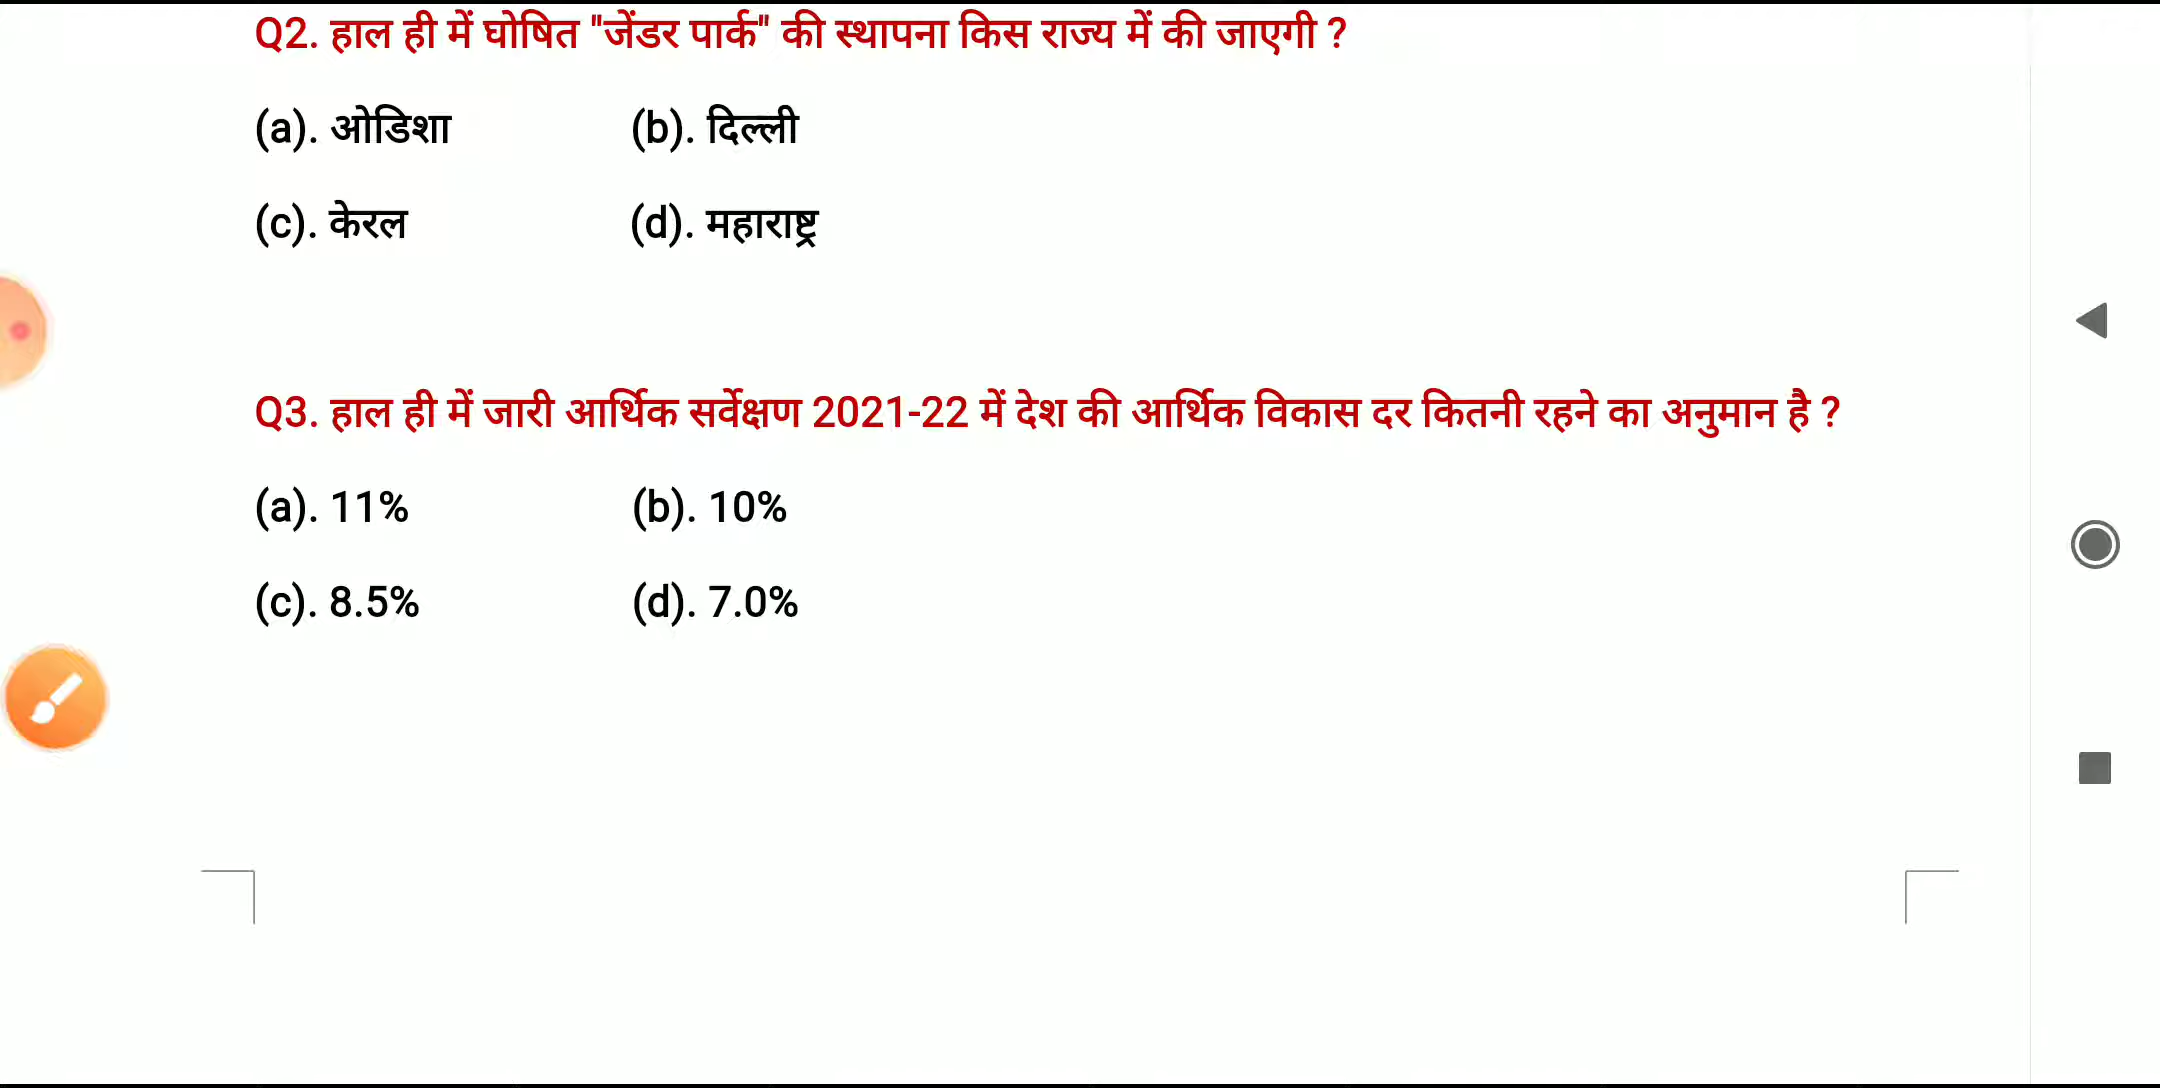 Q2. हाल ही में घोषित "जेंडर पार्क" की स्थापना किस राज्य में की जाएगी ?
(a). ओडिशा (b). दिल्ली
(c). केरल (d). महाराष्ट्र
Q3. हाल ही में जारी आर्थिक सर्वेक्षण 2021-22 में देश की आर्थिक विकास दर कितनी रहने का अनुमान है ?
(a). 11% (b). 10%
(c). 8.5% (d). 7.0%